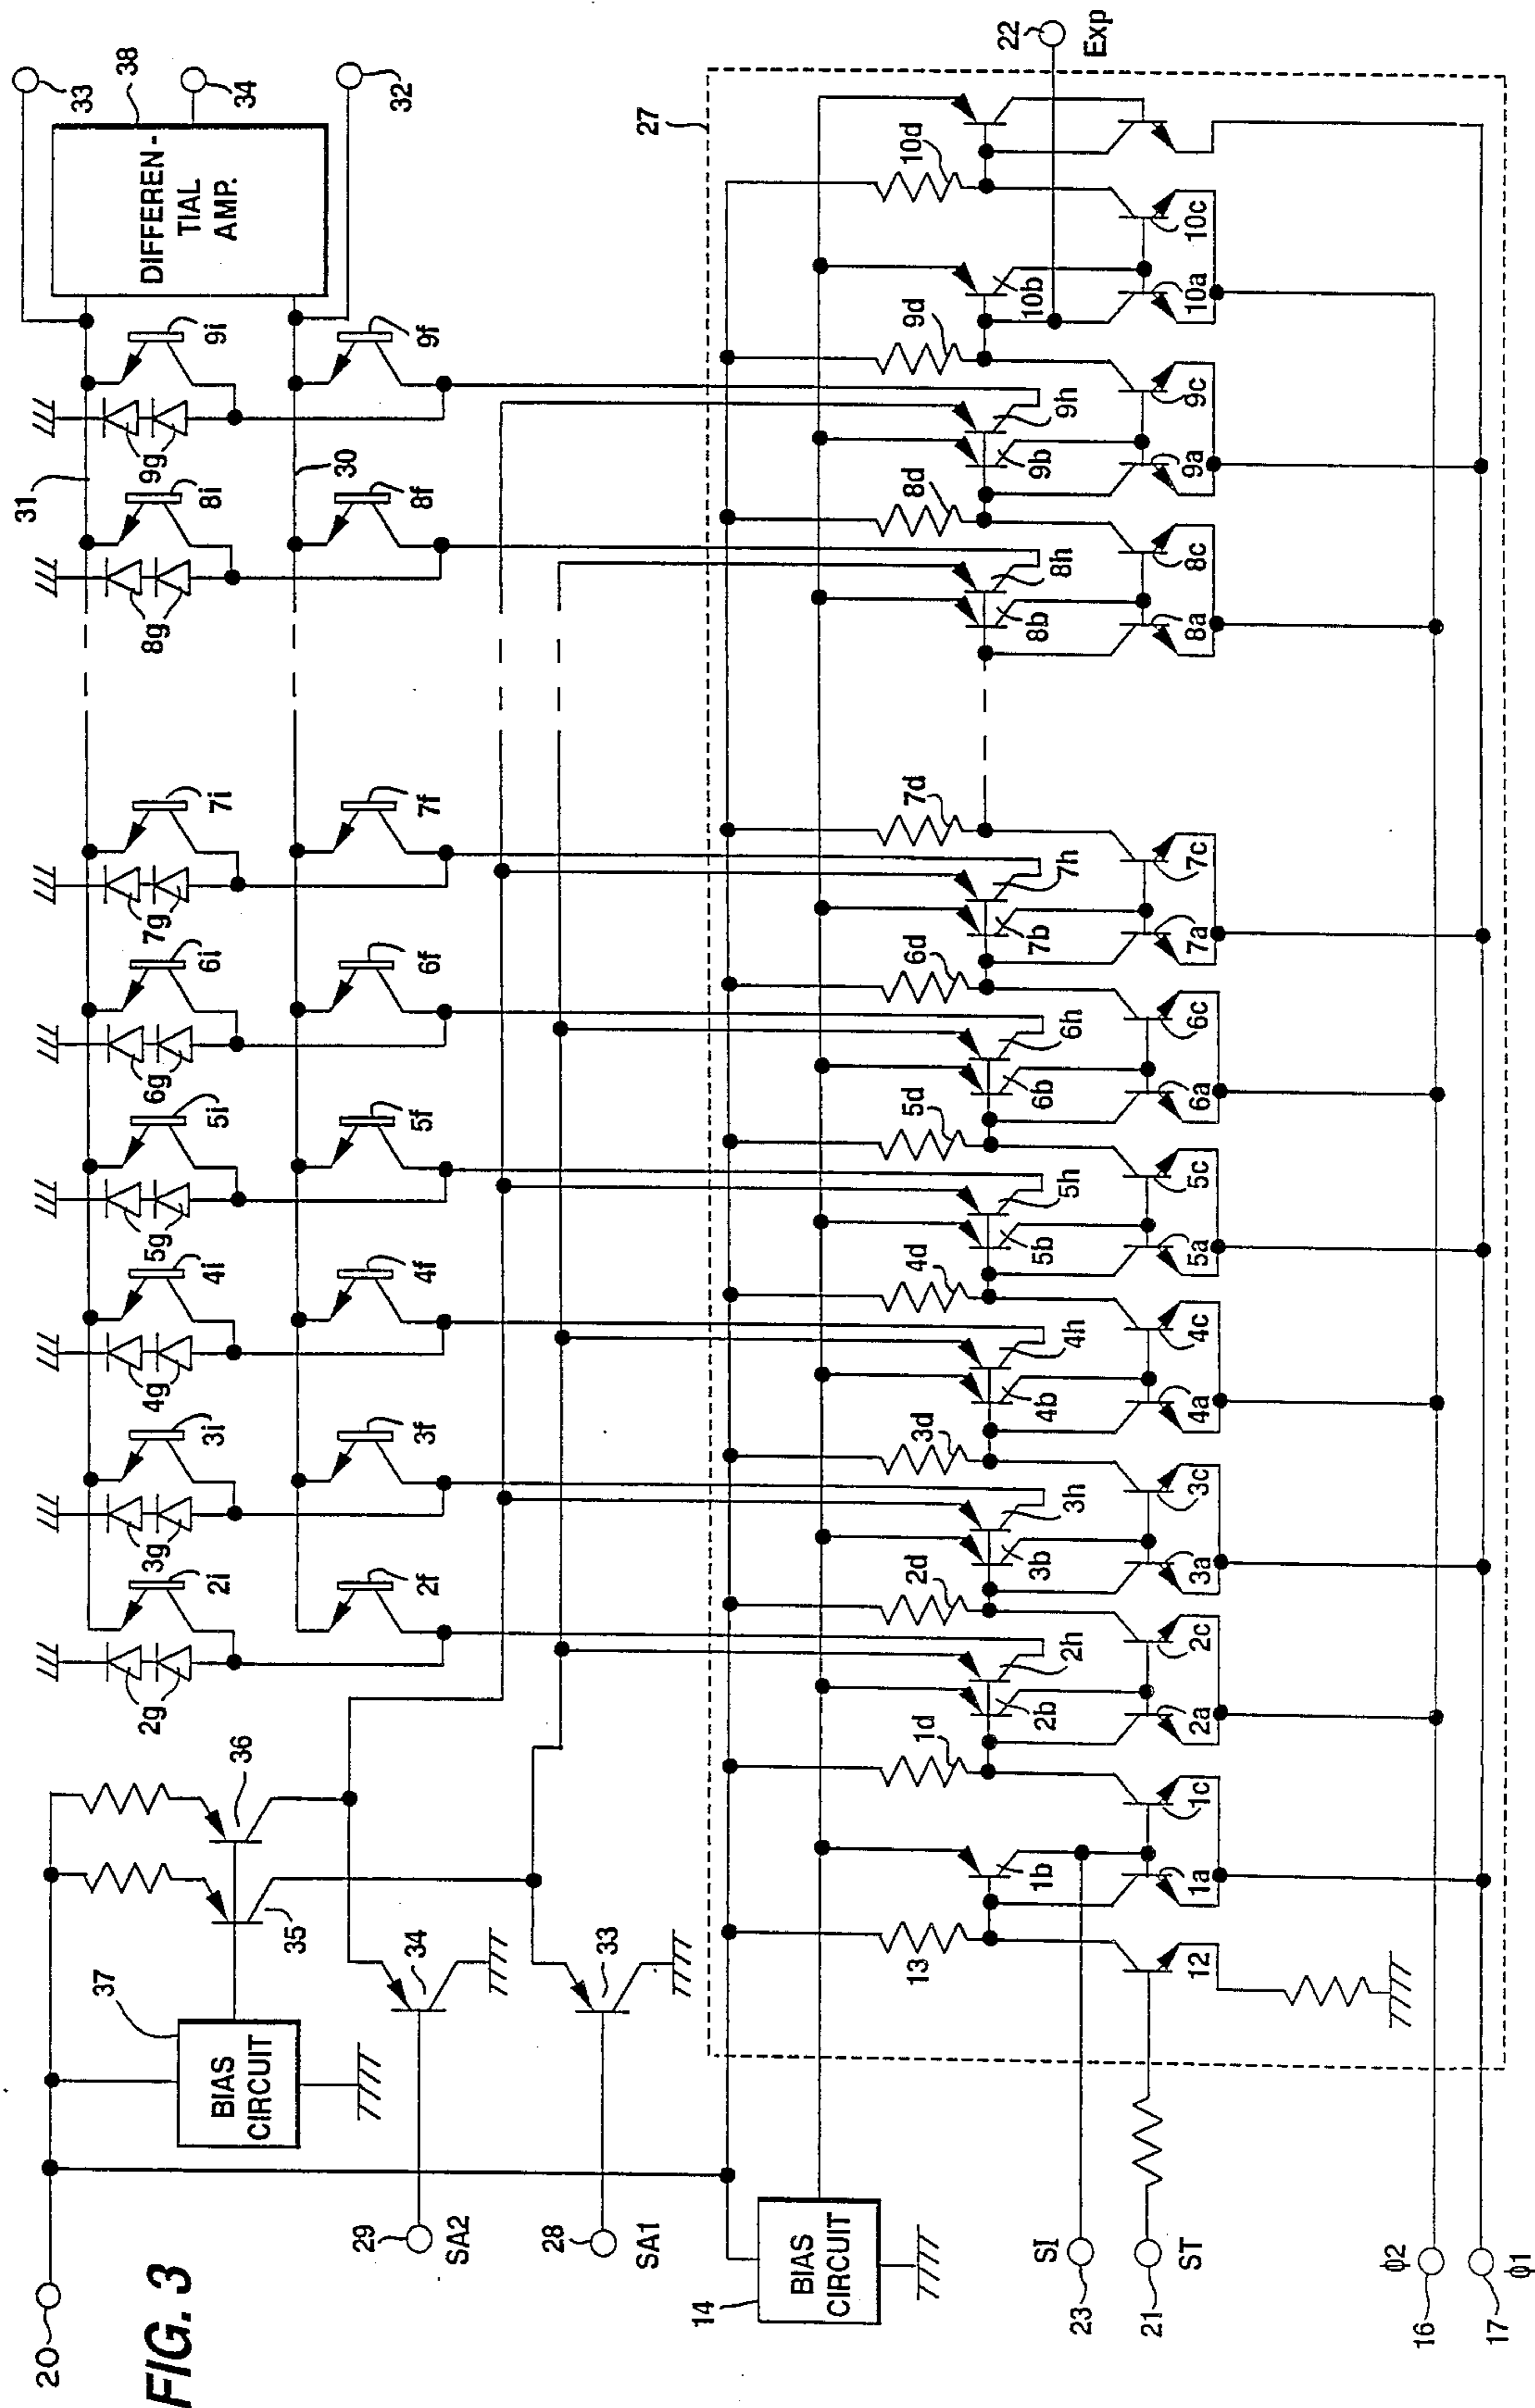 FIG. 3
20
37
BIAS
CIRCUIT
35
36
29
SA2
34
28
SA1
33
14
BIAS
CIRCUIT
SI
23
21
ST
φ2
16
17
φ1
31
30
33
38
34
32
DIFFEREN-
TIAL
AMP.
2g
3g
4g
5g
6g
7g
8g
9g
2i
3i
4i
5i
6i
7i
8i
9i
2f
3f
4f
5f
6f
7f
8f
9f
27
22
Exp
13
1d
2d
3d
4d
5d
6d
7d
8d
9d
10d
1b
2b
2h
3b
3h
4b
4h
5b
5h
6b
6h
7b
7h
8b
8h
9b
9h
10b
12
1a
1c
2a
2c
3a
3c
4a
4c
5a
5c
6a
6c
7a
7c
8a
8c
9a
9c
10a
10c